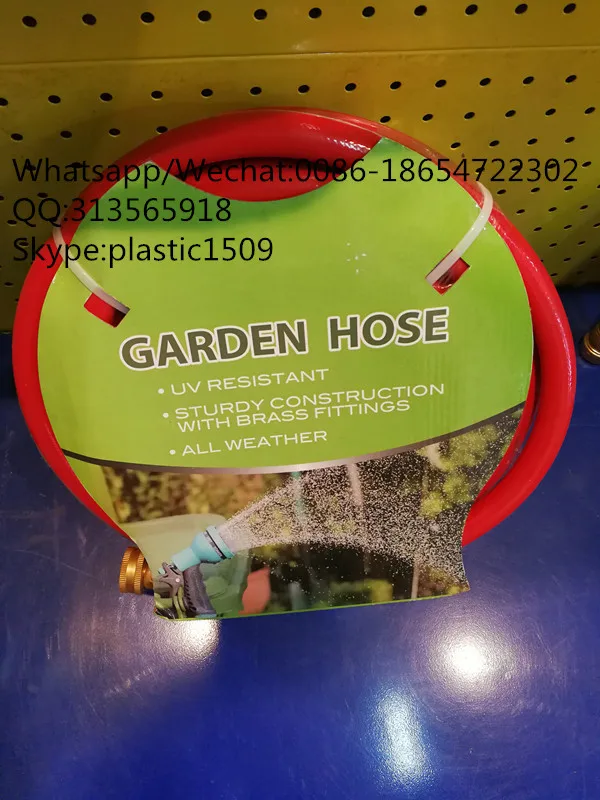 Whatsapp/Wechat:0086-18654722302
QQ:313565918
Skype:plastic1509
GARDEN HOSE
• UV RESISTANT
• STURDY CONSTRUCTION
WITH BRASS FITTINGS
• ALL WEATHER